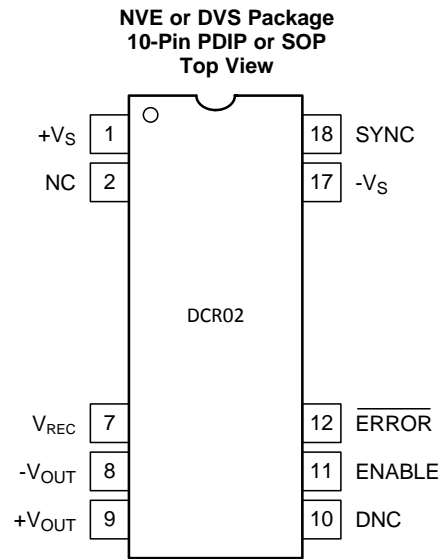 NVE or DVS Package
10-Pin PDIP or SOP
Top View
+VS 1 18 SYNC
NC 2 17 -VS
DCR02
VREC 7 12 ERROR
-VOUT 8 11 ENABLE
+VOUT 9 10 DNC